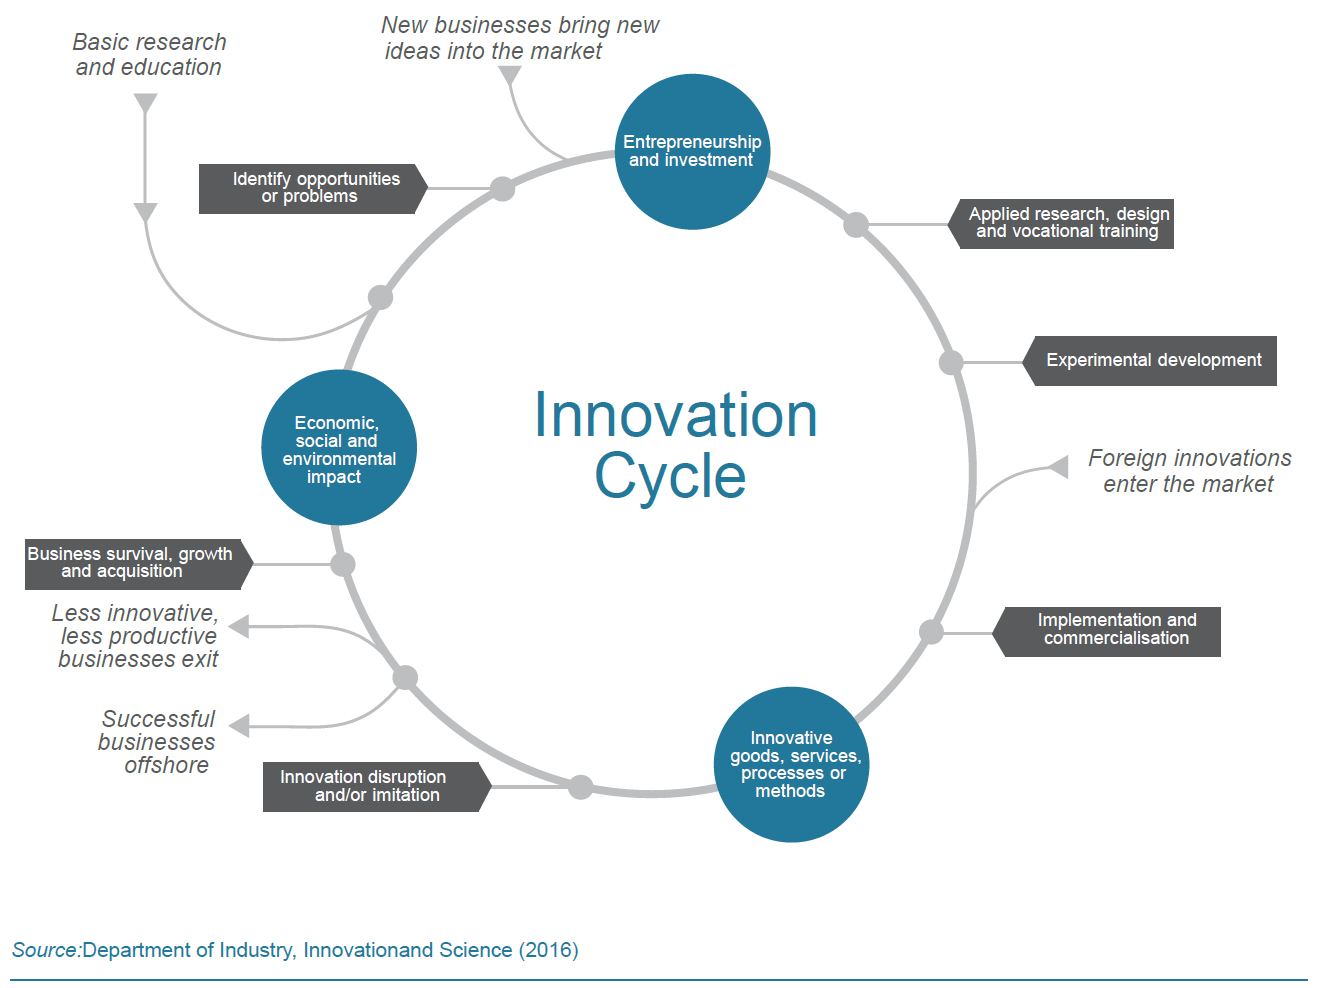 Basic research
and education
New businesses bring new
ideas into the market
Entrepreneurship
and investment
Identify opportunities
or problems
Applied research, design
and vocational training
Experimental development
Innovation
Cycle
Economic,
social and
environmental
impact
Foreign innovations
enter the market
Business survival, growth
and acquisition
Less innovative,
less productive
businesses exit
Implementation and
commercialisation
Successful
businesses
offshore
Innovative
goods, services,
processes or
methods
Innovation disruption
and/or imitation
Source:Department of Industry, Innovationand Science (2016)